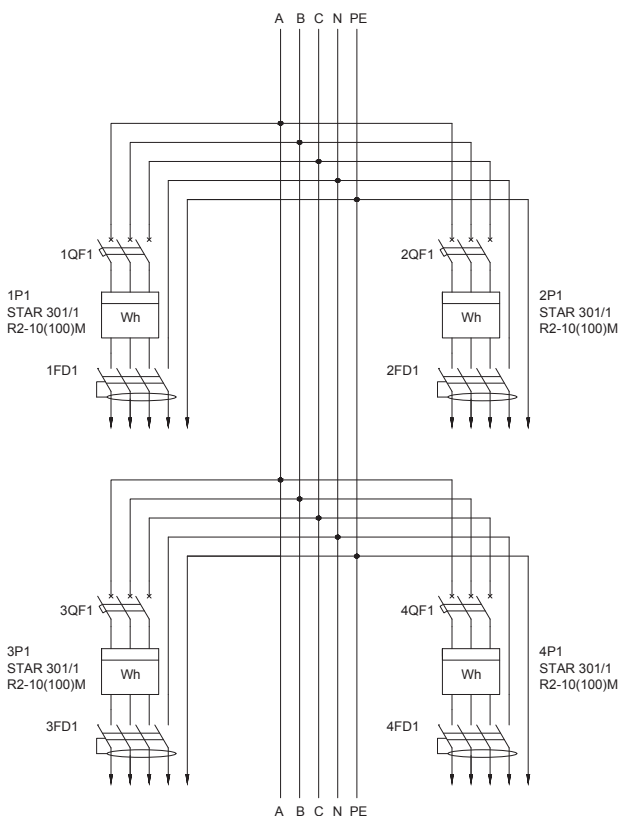 A B C N PE
1QF1
2QF1
1P1
STAR 301/1
R2-10(100)M
Wh
Wh
2P1
STAR 301/1
R2-10(100)M
1FD1
2FD1
3QF1
4QF1
3P1
STAR 301/1
R2-10(100)M
Wh
Wh
4P1
STAR 301/1
R2-10(100)M
3FD1
4FD1
A B C N PE